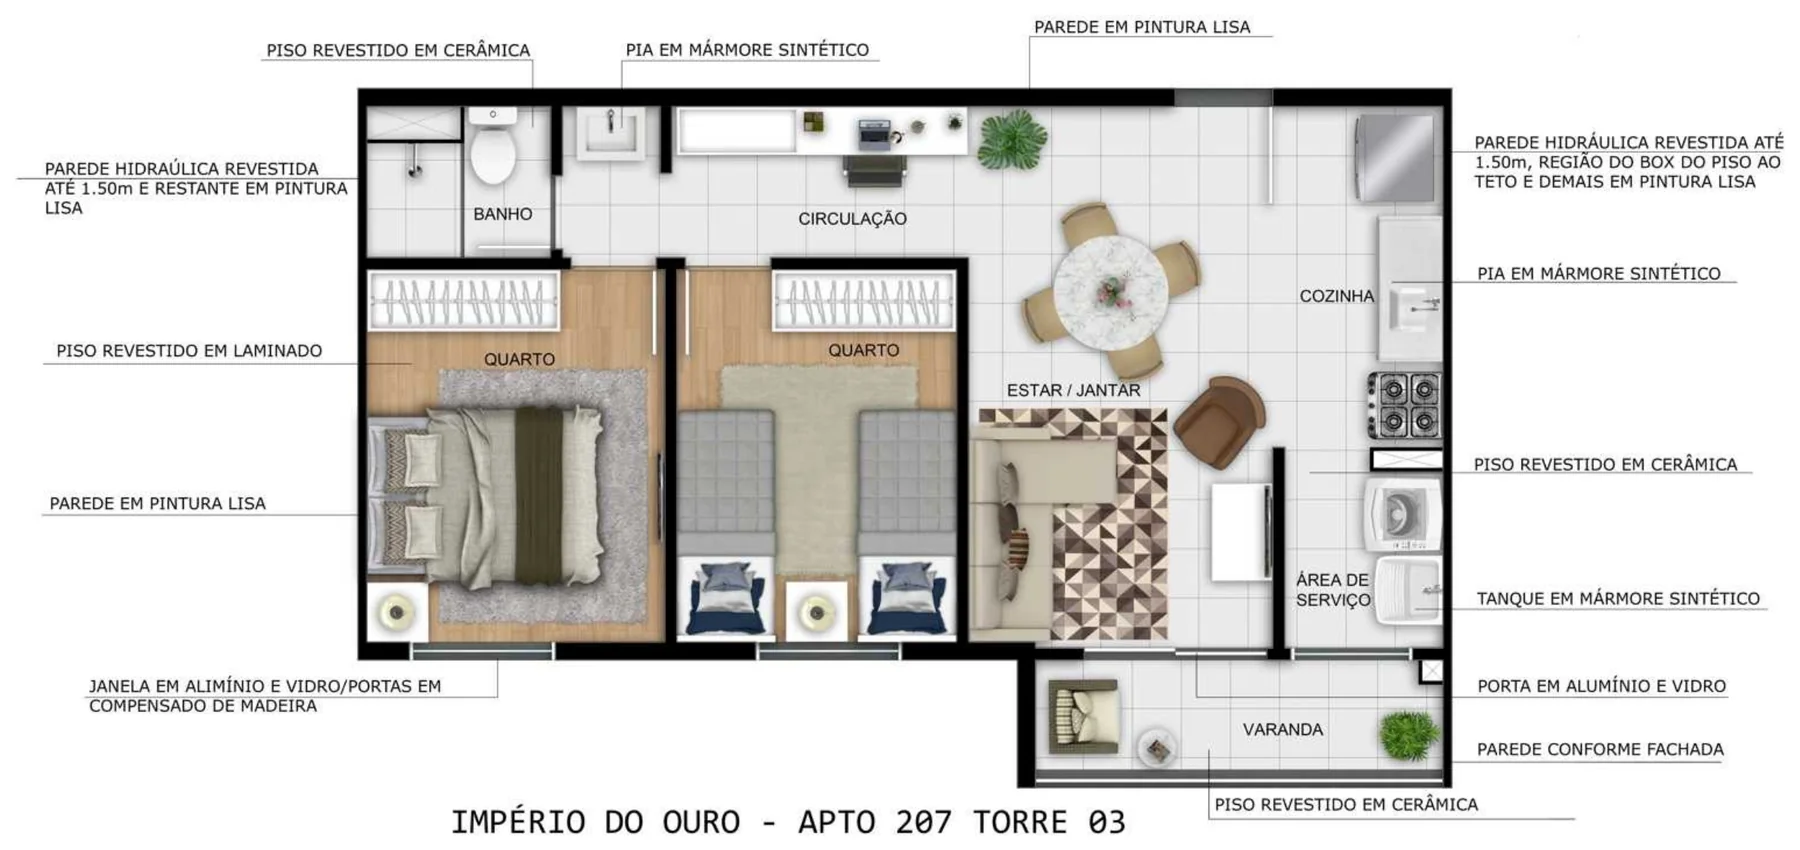 PAREDE EM PINTURA LISA
PISO REVESTIDO EM CERÂMICA
PIA EM MÁRMORE SINTÉTICO
PAREDE HIDRAÚLICA REVESTIDA
ATÉ 1.50m E RESTANTE EM PINTURA
LISA
PAREDE HIDRÁULICA REVESTIDA ATÉ
1.50m, REGIÃO DO BOX DO PISO AO
TETO E DEMAIS EM PINTURA LISA
BANHO
CIRCULAÇÃO
PIA EM MÁRMORE SINTÉTICO
COZINHA
PISO REVESTIDO EM LAMINADO
QUARTO
QUARTO
ESTAR / JANTAR
PISO REVESTIDO EM CERÂMICA
PAREDE EM PINTURA LISA
ÁREA DE
SERVIÇO
TANQUE EM MÁRMORE SINTÉTICO
JANELA EM ALIMÍNIO E VIDRO/PORTAS EM
COMPENSADO DE MADEIRA
PORTA EM ALUMÍNIO E VIDRO
VARANDA
PAREDE CONFORME FACHADA
PISO REVESTIDO EM CERÂMICA
IMPÉRIO DO OURO - APTO 207 TORRE 03